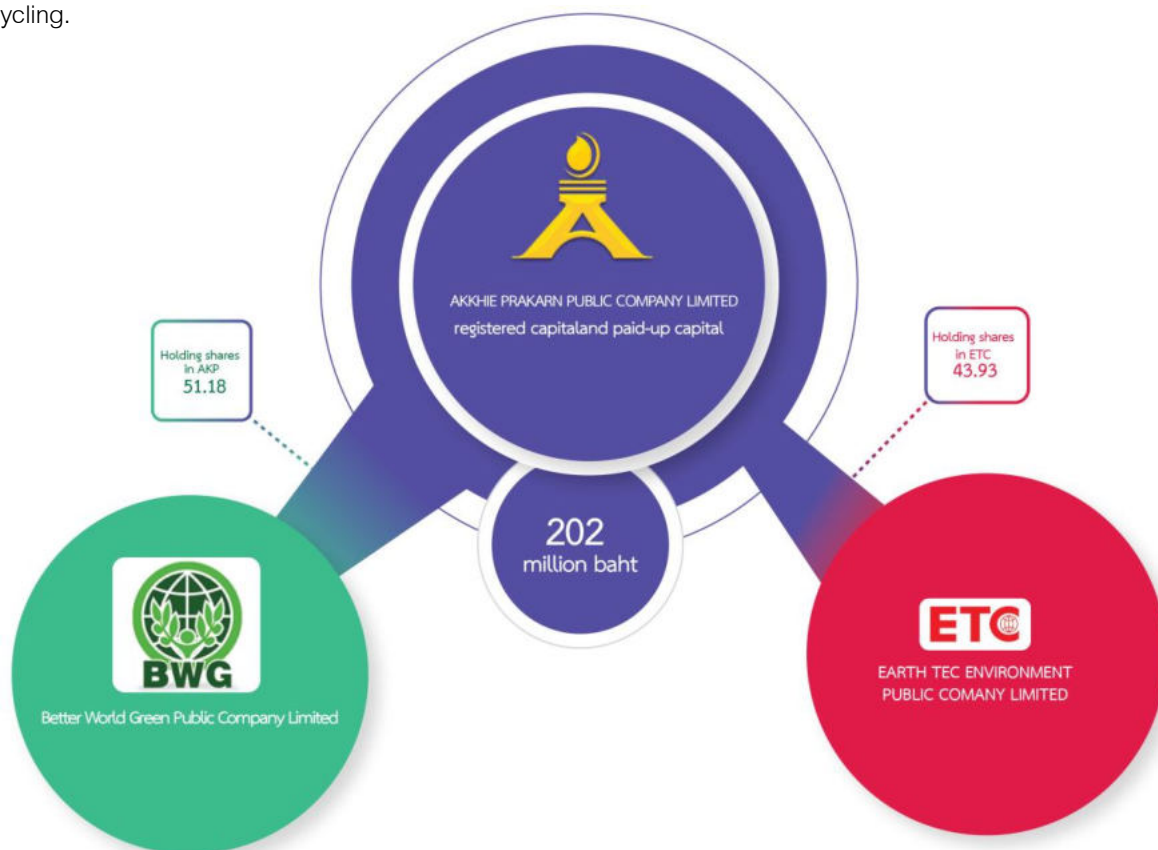 ycling.
AKKHIE PRAKARN PUBLIC COMPANY LIMITED
registered capitaland paid-up capital
Holding shares
in AKP
51.18
Holding shares
in ETC
43.93
202
million baht
BWG
Better World Green Public Company Limited
ETC
EARTH TEC ENVIRONMENT
PUBLIC COMANY LIMITED